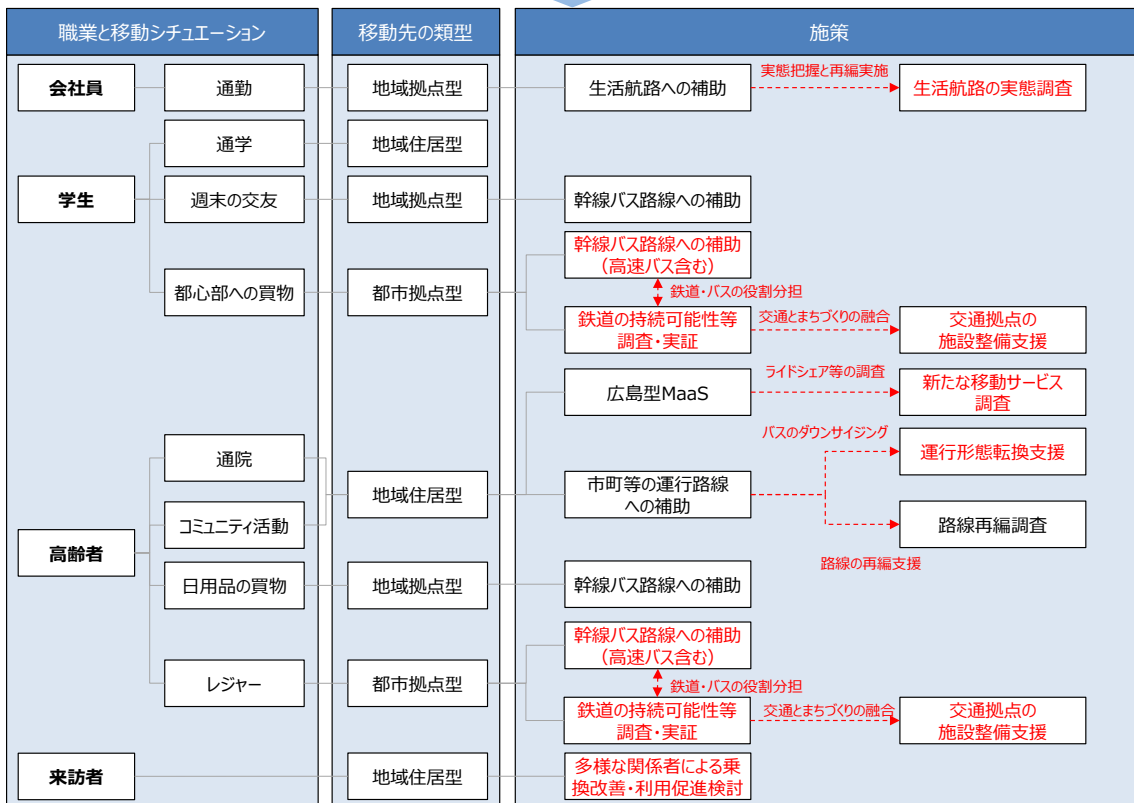 職業と移動シチュエーション
移動先の類型
施策
会社員
通勤
地域拠点型
生活航路への補助
実態把握と再編実施
生活航路の実態調査
通学
地域住居型
学生
週末の交友
地域拠点型
幹線バス路線への補助
都心部への買物
都市拠点型
幹線バス路線への補助
（高速バス含む）
鉄道・バスの役割分担
鉄道の持続可能性等
調査・実証
交通とまちづくりの融合
交通拠点の
施設整備支援
広島型MaaS
ライドシェア等の調査
新たな移動サービス
調査
高齢者
通院
コミュニティ活動
地域住居型
市町等の運行路線
への補助
バスのダウンサイジング
運行形態転換支援
路線再編調査
路線の再編支援
日用品の買物
地域拠点型
幹線バス路線への補助
レジャー
都市拠点型
幹線バス路線への補助
（高速バス含む）
鉄道・バスの役割分担
鉄道の持続可能性等
調査・実証
交通とまちづくりの融合
交通拠点の
施設整備支援
来訪者
地域住居型
多様な関係者による乗
換改善・利用促進検討